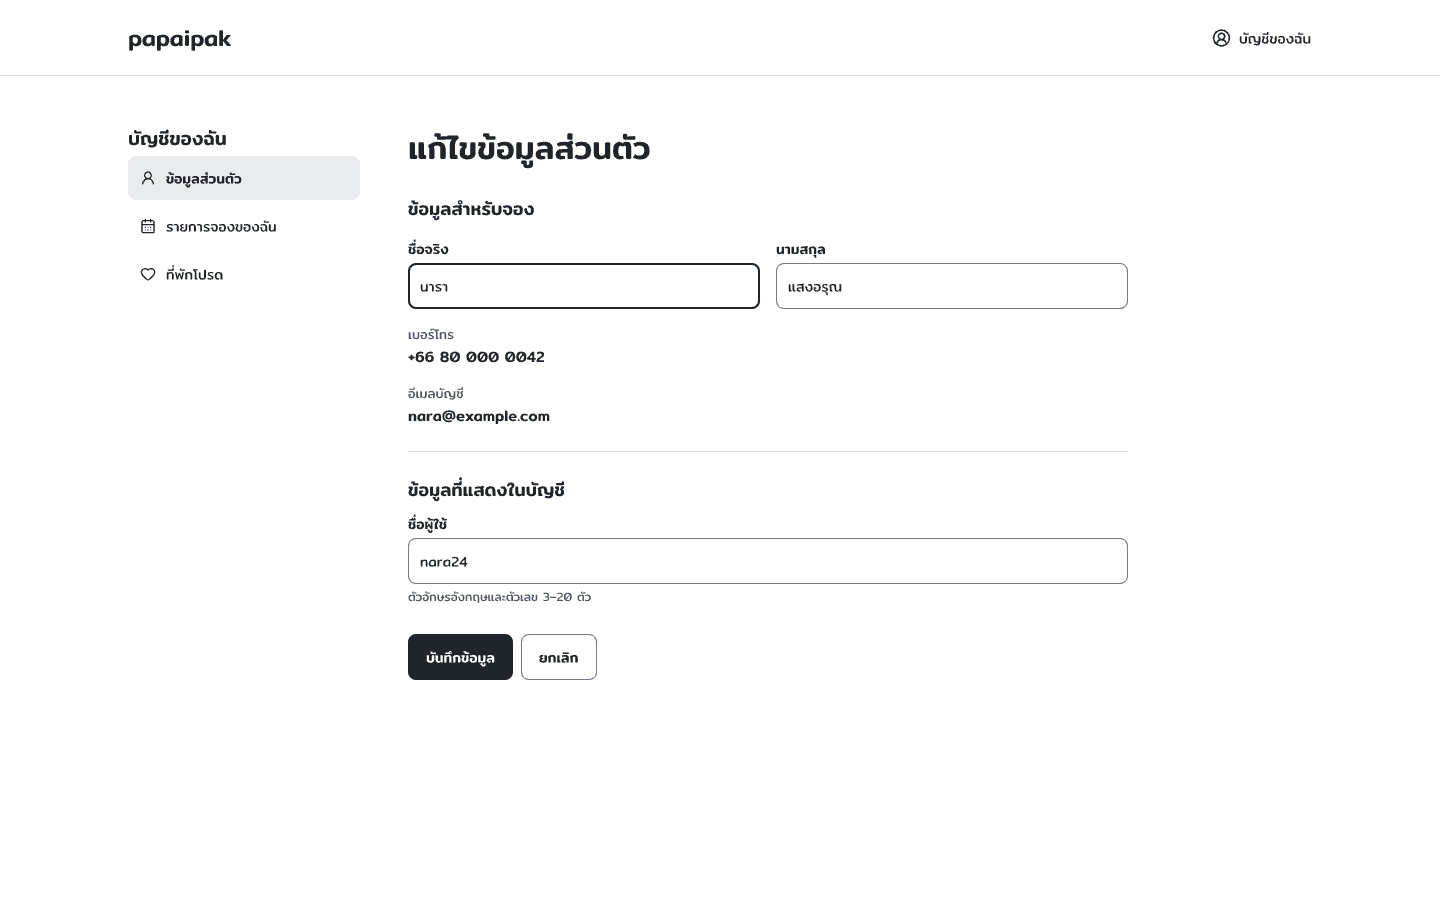 papaipak
บัญชีของฉัน
บัญชีของฉัน
ข้อมูลส่วนตัว
รายการจองของฉัน
ที่พักโปรด
แก้ไขข้อมูลส่วนตัว
ข้อมูลสำหรับจอง
ชื่อจริง
นามสกุล
นารา
แสงอรุณ
เบอร์โทร
+66 80 000 0042
อีเมลบัญชี
nara@example.com
ข้อมูลที่แสดงในบัญชี
ชื่อผู้ใช้
nara24
ตัวอักษรอังกฤษและตัวเลข 3–20 ตัว
บันทึกข้อมูล
ยกเลิก